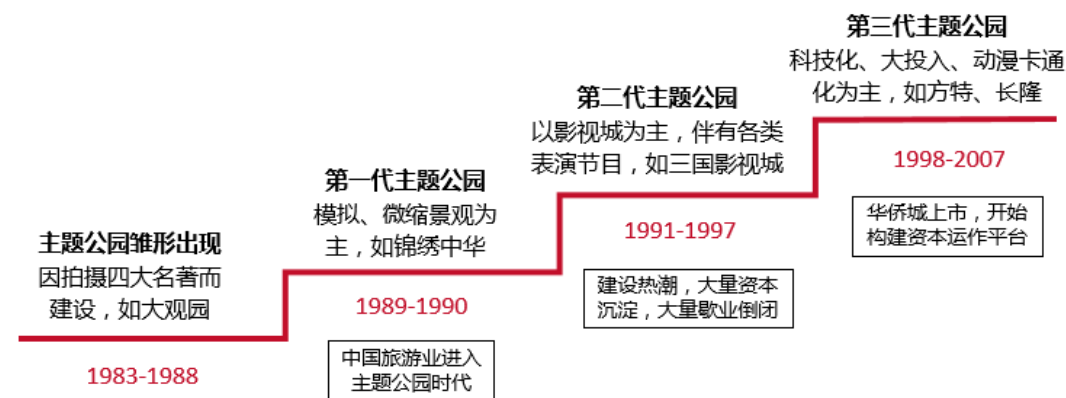 主题公园雏形出现
因拍摄四大名著而
建设，如大观园
1983-1988
第一代主题公园
模拟、微缩景观为
主，如锦绣中华
1989-1990
中国旅游业进入
主题公园时代
第二代主题公园
以影视城为主，伴有各类
表演节目，如三国影视城
1991-1997
建设热潮，大量资本
沉淀，大量歇业倒闭
第三代主题公园
科技化、大投入、动漫卡通
化为主，如方特、长隆
1998-2007
华侨城上市，开始
构建资本运作平台